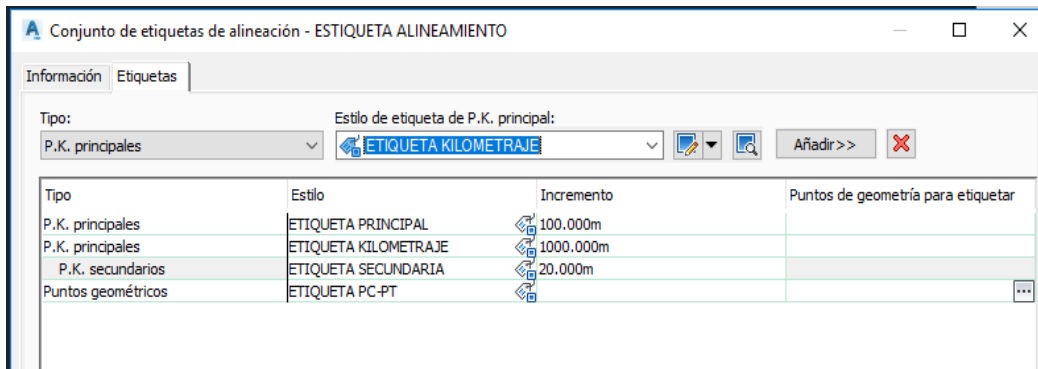 Conjunto de etiquetas de alineación - ESTIQUETA ALINEAMIENTO
Información Etiquetas
Tipo: Estilo de etiqueta de P.K. principal:
P.K. principales ETIQUETA KILOMETRAJE Añadir>>
Tipo Estilo Incremento Puntos de geometría para etiquetar
P.K. principales ETIQUETA PRINCIPAL 100.000m
P.K. principales ETIQUETA KILOMETRAJE 1000.000m
P.K. secundarios ETIQUETA SECUNDARIA 20.000m
Puntos geométricos ETIQUETA PC-PT ...